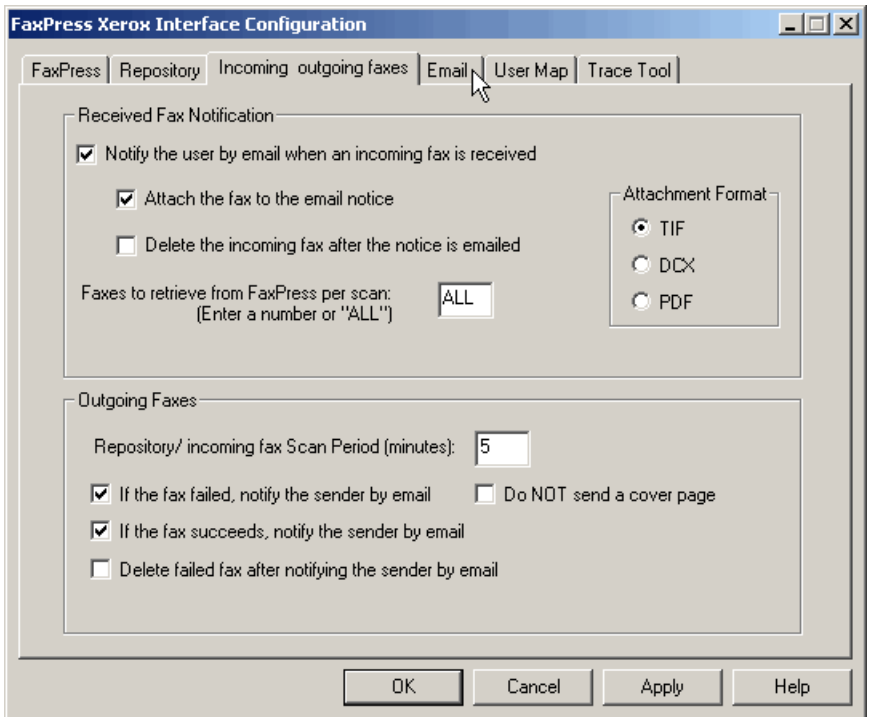 FaxPress Xerox Interface Configuration
FaxPress Repository Incoming outgoing faxes Email User Map Trace Tool
Received Fax Notification
Notify the user by email when an incoming fax is received
Attach the fax to the email notice
Delete the incoming fax after the notice is emailed
Faxes to retrieve from FaxPress per scan: ALL
(Enter a number or "ALL")
Attachment Format
TIF
DCX
PDF
Outgoing Faxes
Repository/ incoming fax Scan Period (minutes): 5
If the fax failed, notify the sender by email Do NOT send a cover page
If the fax succeeds, notify the sender by email
Delete failed fax after notifying the sender by email
OK Cancel Apply Help